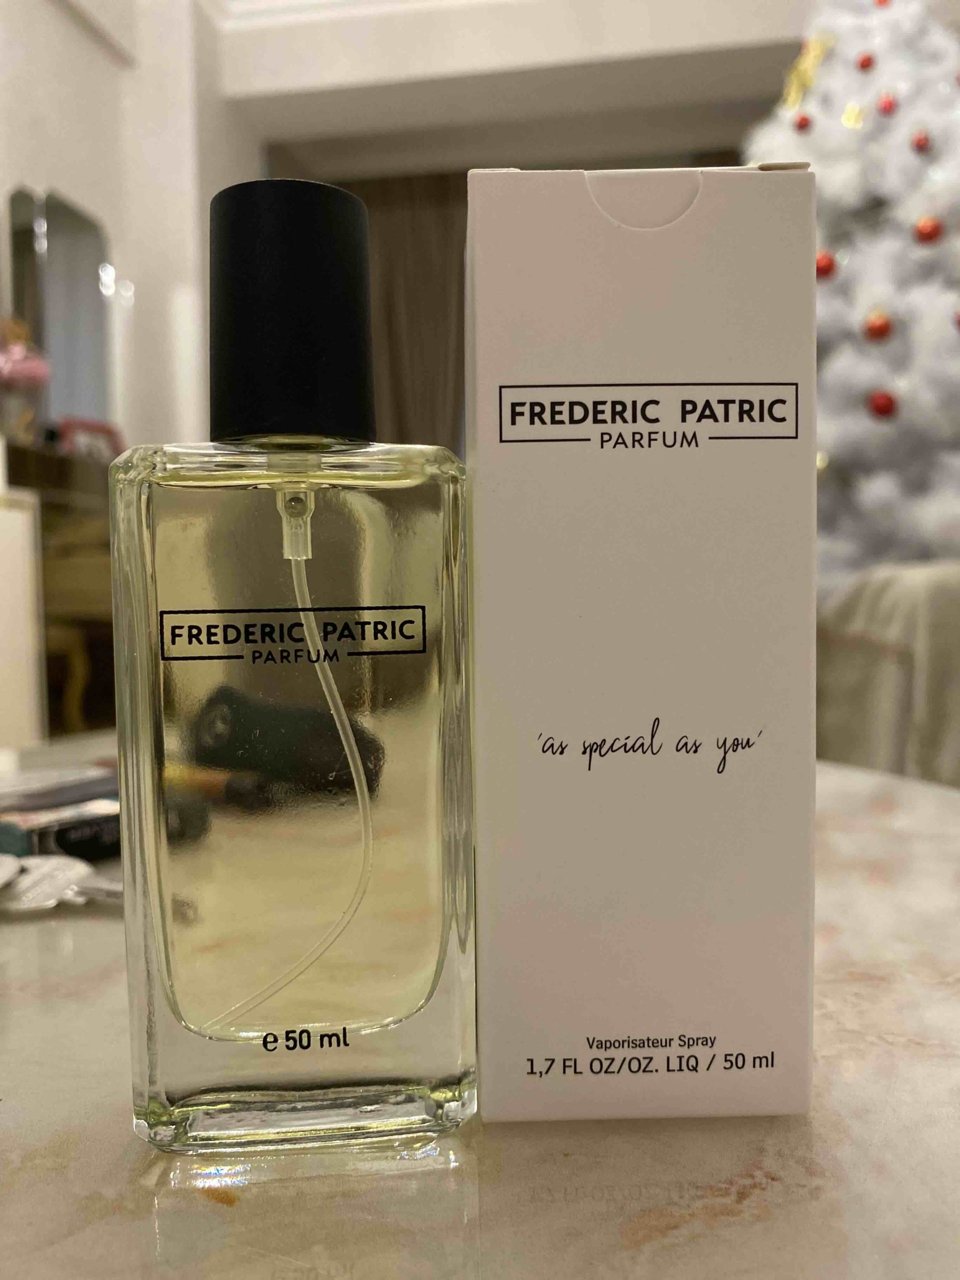 FREDERIC PATRIC
PARFUM
e 50 ml
FREDERIC PATRIC
PARFUM
'as special as you'
Vaporisateur Spray
1,7 FL OZ/OZ. LIQ / 50 ml